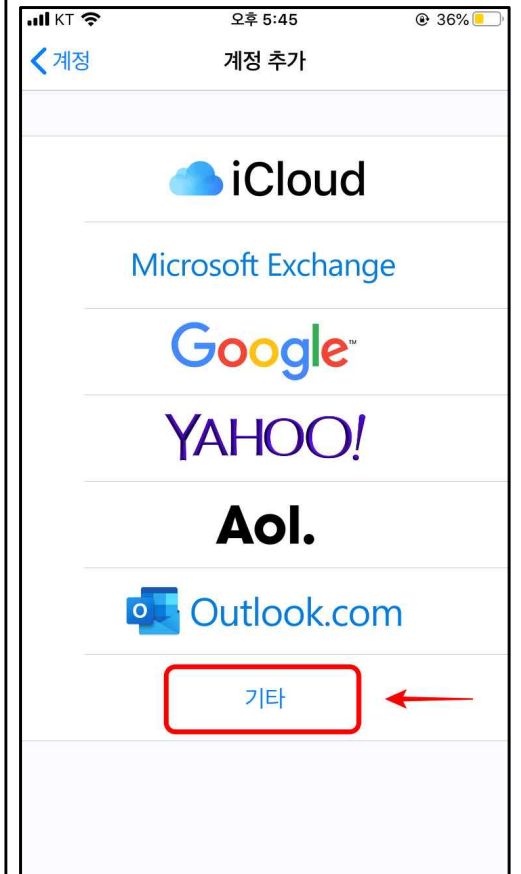 KT 오후 5:45 36%
계정 계정 추가
iCloud
Microsoft Exchange
Google™
YAHOO!
Aol.
Outlook.com
기타